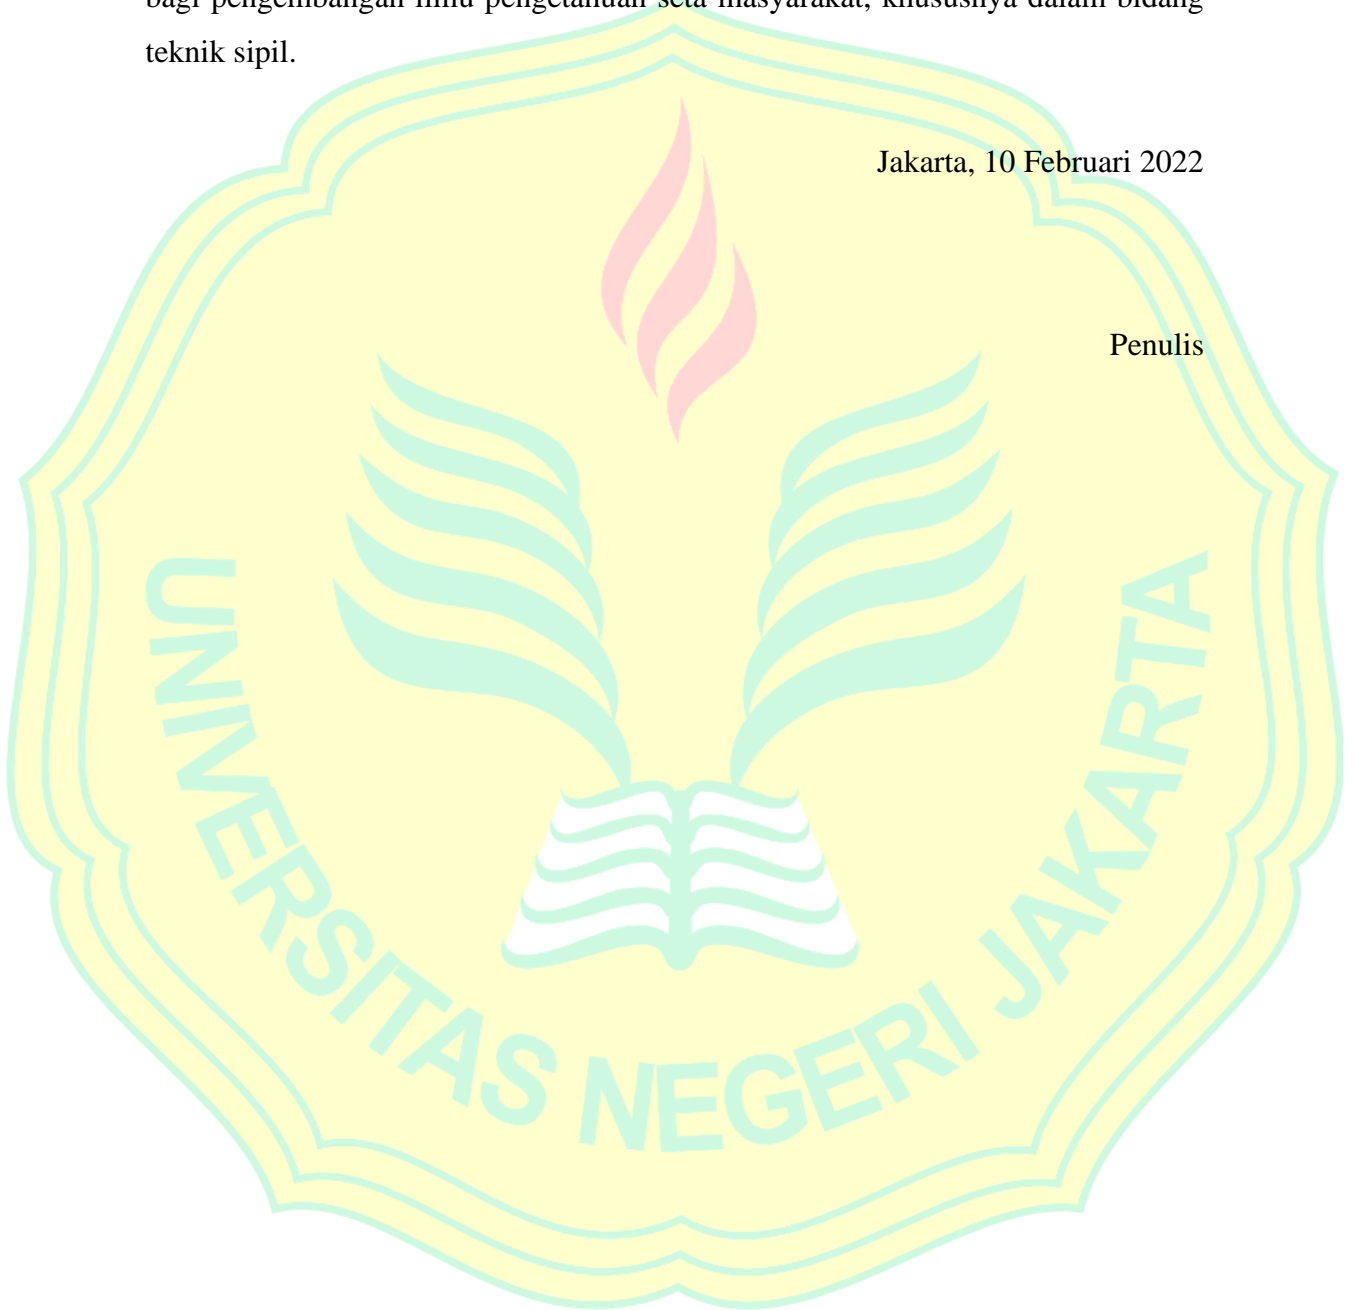 bagi pengembangan ilmu pengetahuan seta masyarakat, khususnya dalam bidang
teknik sipil.
Jakarta, 10 Februari 2022
Penulis
UNIVERSITAS NEGERI JAKARTA